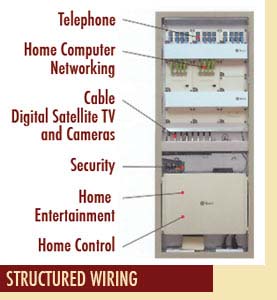 Telephone
Home Computer
Networking
Cable
Digital Satellite TV
and Cameras
Security
Home
Entertainment
Home Control
STRUCTURED WIRING